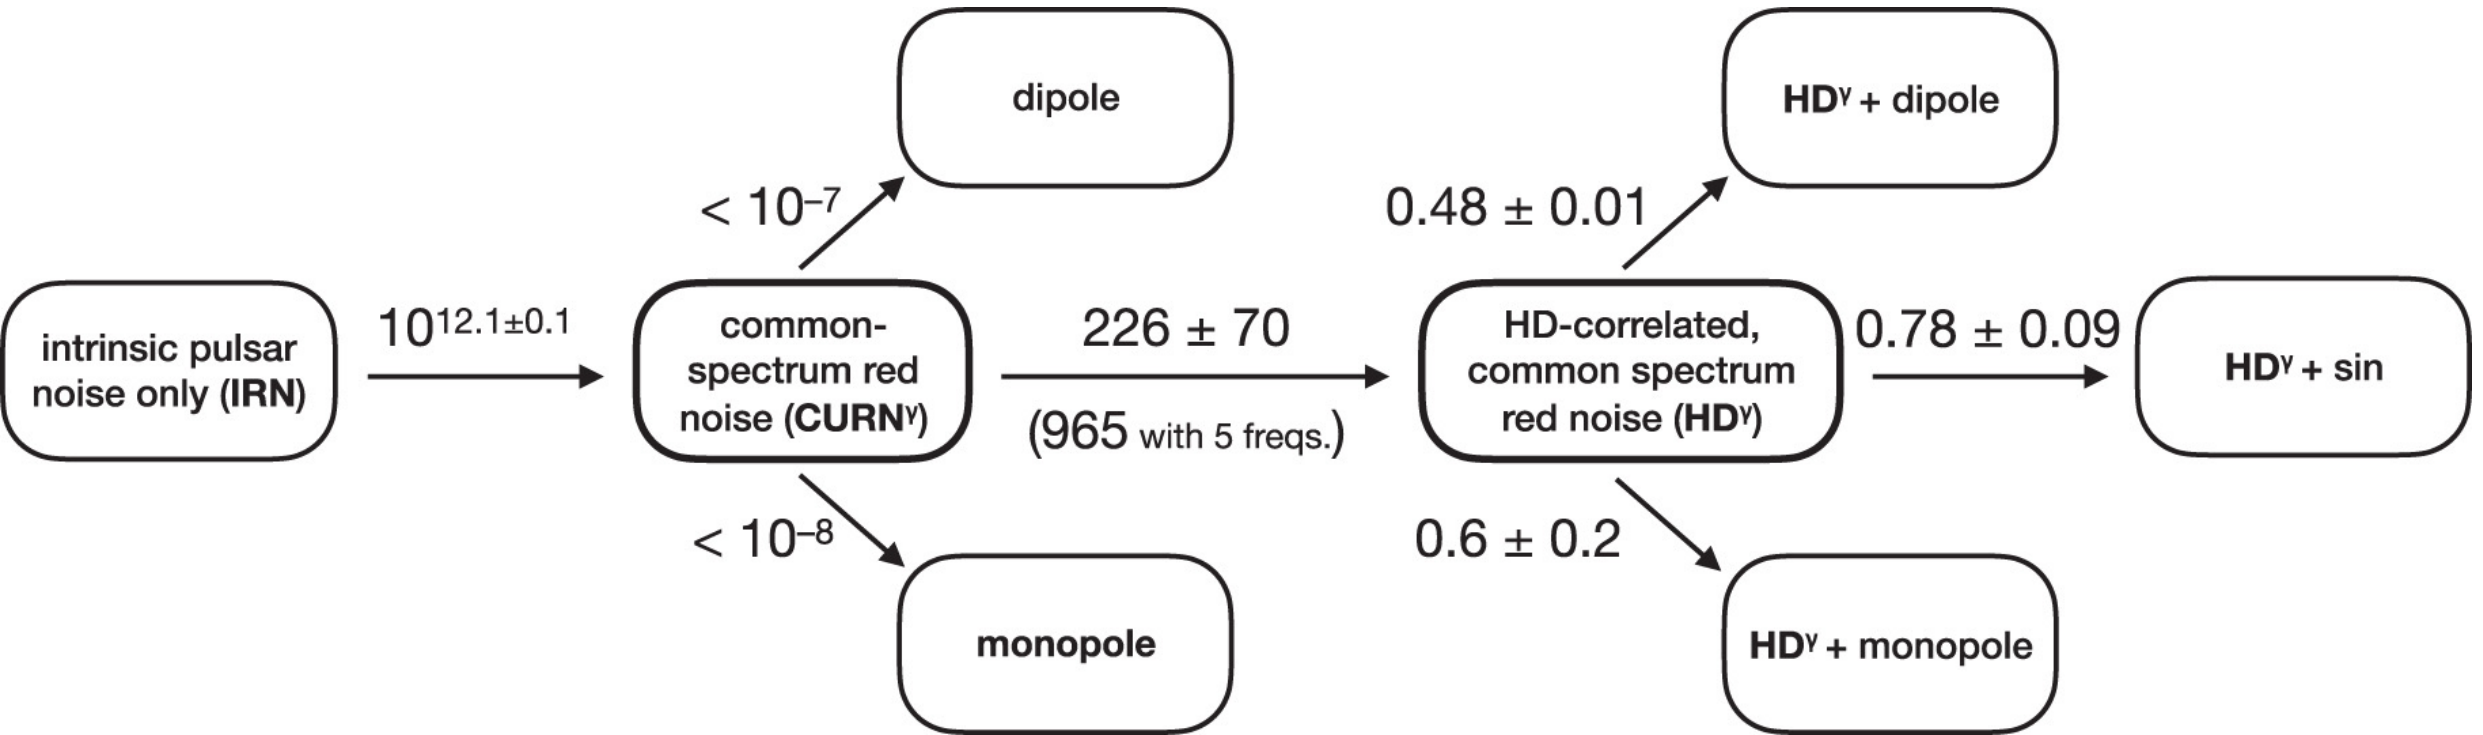 dipole
HDᵞ + dipole
< 10⁻⁷
0.48 ± 0.01
intrinsic pulsar
noise only (IRN)
10¹²·¹±⁰·¹
common-
spectrum red
noise (CURNᵞ)
226 ± 70
(965 with 5 freqs.)
HD-correlated,
common spectrum
red noise (HDᵞ)
0.78 ± 0.09
HDᵞ + sin
< 10⁻⁸
0.6 ± 0.2
monopole
HDᵞ + monopole